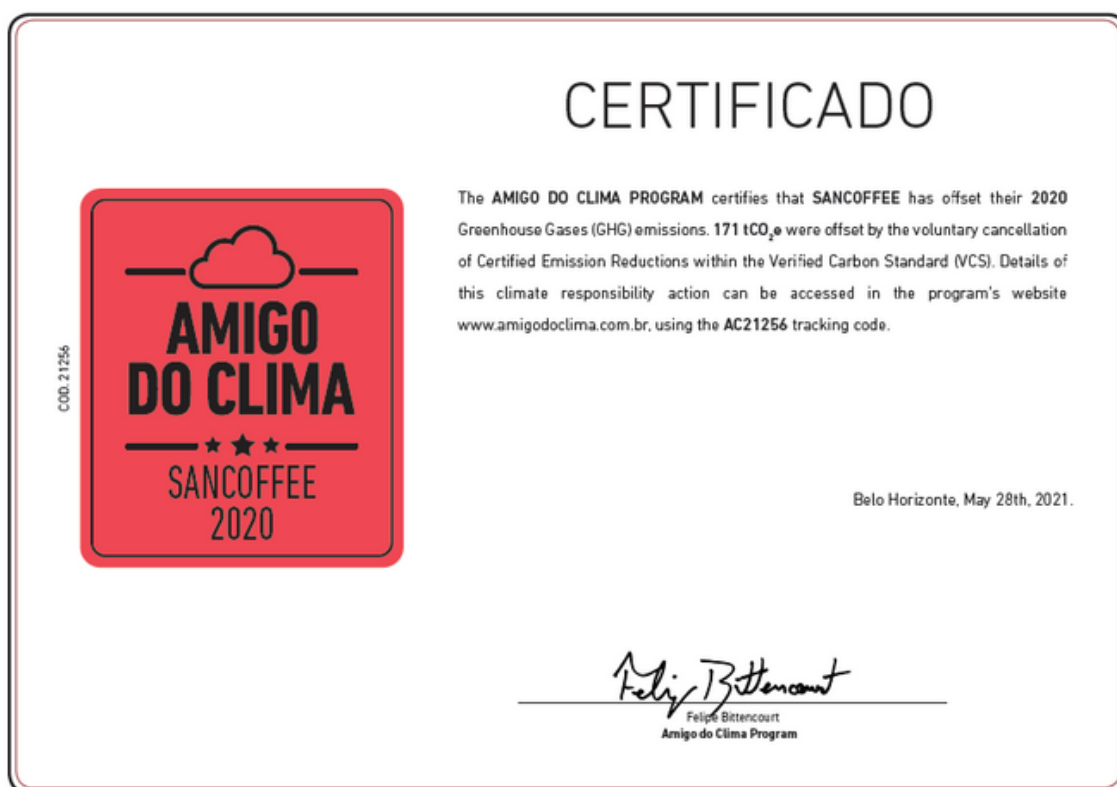 CERTIFICADO
COD. 21256
AMIGO
DO CLIMA
SANCOFFEE
2020
The AMIGO DO CLIMA PROGRAM certifies that SANCOFFEE has offset their 2020
Greenhouse Gases (GHG) emissions. 171 tCO₂e were offset by the voluntary cancellation
of Certified Emission Reductions within the Verified Carbon Standard (VCS). Details of
this climate responsibility action can be accessed in the program's website
www.amigodoclima.com.br, using the AC21256 tracking code.
Belo Horizonte, May 28th, 2021.
Felipe Bittencourt
Felipe Bittencourt
Amigo do Clima Program